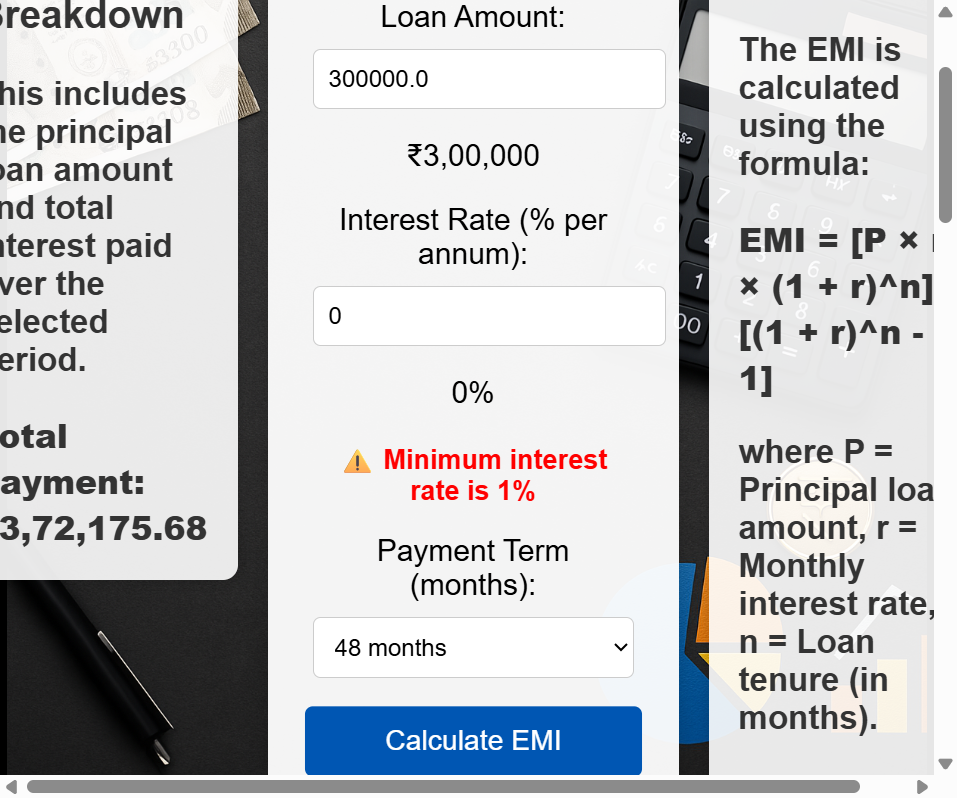 Breakdown
his includes
he principal
oan amount
nd total
nterest paid
ver the
elected
eriod.
otal
ayment:
3,72,175.68
Loan Amount:
300000.0
₹3,00,000
Interest Rate (% per
annum):
0
0%
⚠️ Minimum interest
rate is 1%
Payment Term
(months):
48 months
Calculate EMI
The EMI is
calculated
using the
formula:
EMI = [P × r
× (1 + r)^n]
[(1 + r)^n -
1]
where P =
Principal loa
amount, r =
Monthly
interest rate,
n = Loan
tenure (in
months).